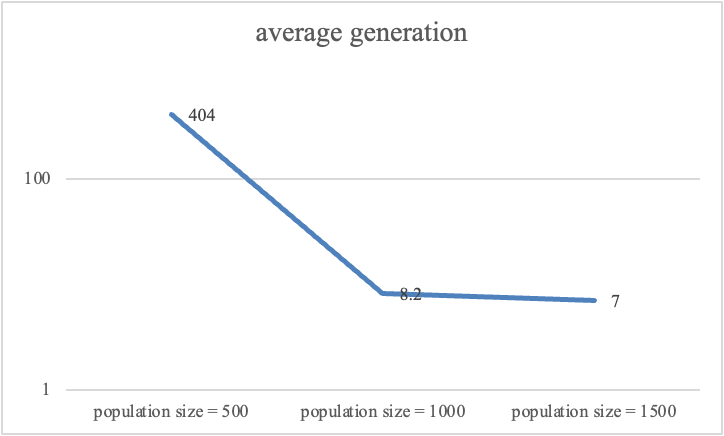 average generation
404
100
8.2
7
1
population size = 500
population size = 1000
population size = 1500